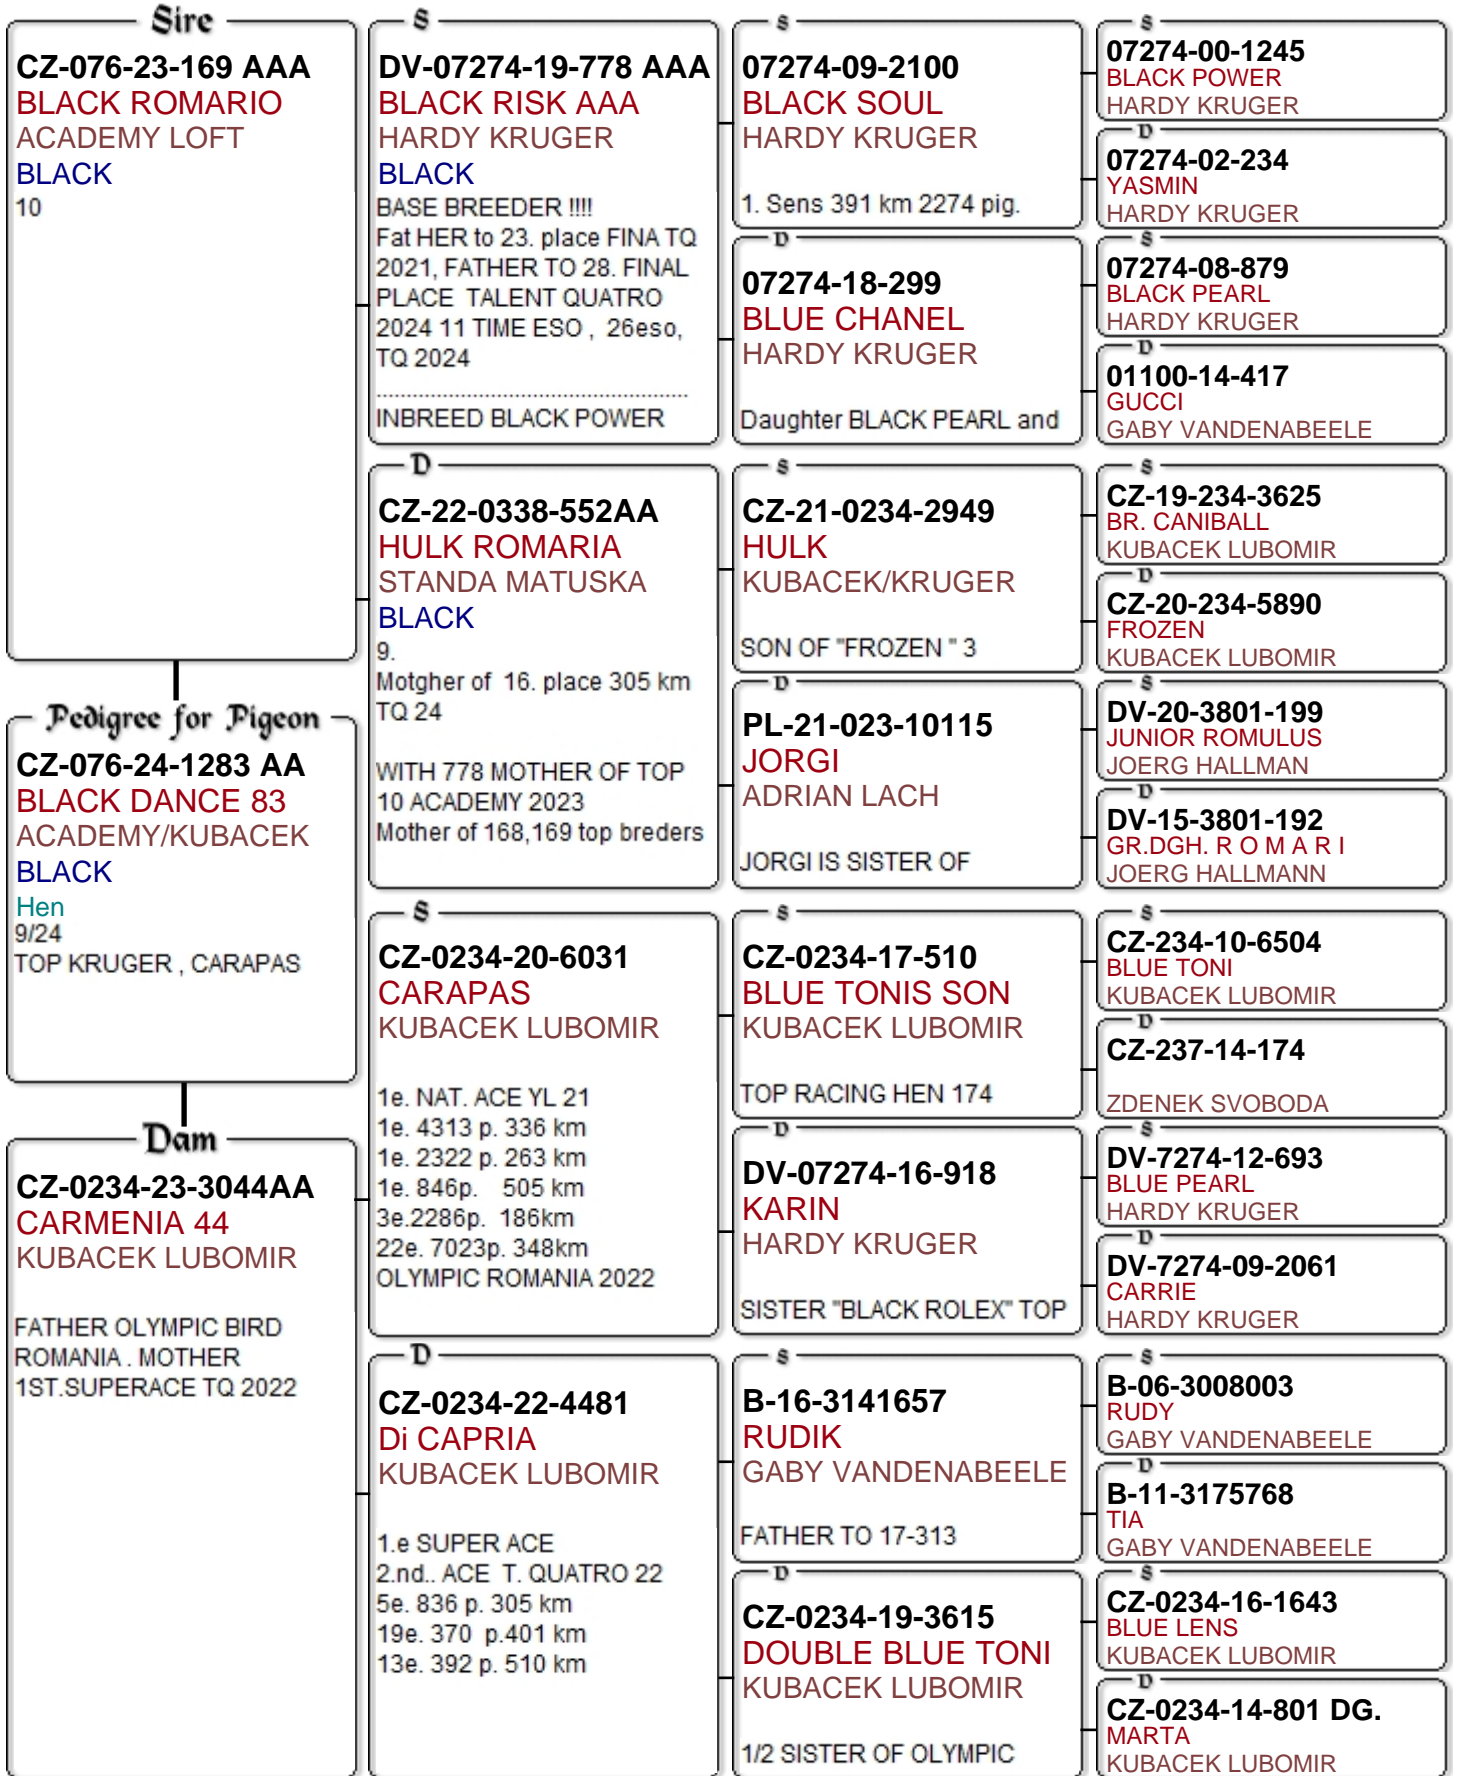 Sire
CZ-076-23-169 AAA
BLACK ROMARIO
ACADEMY LOFT
BLACK
10
Pedigree for Pigeon
CZ-076-24-1283 AA
BLACK DANCE 83
ACADEMY/KUBACEK
BLACK
Hen
9/24
TOP KRUGER , CARAPAS
Dam
CZ-0234-23-3044AA
CARMENIA 44
KUBACEK LUBOMIR
FATHER OLYMPIC BIRD
ROMANIA . MOTHER
1ST.SUPERACE TQ 2022
S
DV-07274-19-778 AAA
BLACK RISK AAA
HARDY KRUGER
BLACK
BASE BREEDER !!!!
Fat HER to 23. place FINA TQ
2021, FATHER TO 28. FINAL
PLACE TALENT QUATRO
2024 11 TIME ESO , 26eso,
TQ 2024
....................................................
INBREED BLACK POWER
D
CZ-22-0338-552AA
HULK ROMARIA
STANDA MATUSKA
BLACK
9.
Motgher of 16. place 305 km
TQ 24
WITH 778 MOTHER OF TOP
10 ACADEMY 2023
Mother of 168,169 top breders
S
CZ-0234-20-6031
CARAPAS
KUBACEK LUBOMIR
1e. NAT. ACE YL 21
1e. 4313 p. 336 km
1e. 2322 p. 263 km
1e. 846p. 505 km
3e.2286p. 186km
22e. 7023p. 348km
OLYMPIC ROMANIA 2022
D
CZ-0234-22-4481
Di CAPRIA
KUBACEK LUBOMIR
1.e SUPER ACE
2.nd.. ACE T. QUATRO 22
5e. 836 p. 305 km
19e. 370 p.401 km
13e. 392 p. 510 km
S
07274-09-2100
BLACK SOUL
HARDY KRUGER
1. Sens 391 km 2274 pig.
D
07274-18-299
BLUE CHANEL
HARDY KRUGER
Daughter BLACK PEARL and
S
CZ-21-0234-2949
HULK
KUBACEK/KRUGER
SON OF "FROZEN " 3
D
PL-21-023-10115
JORGI
ADRIAN LACH
JORGI IS SISTER OF
S
CZ-0234-17-510
BLUE TONIS SON
KUBACEK LUBOMIR
TOP RACING HEN 174
D
DV-07274-16-918
KARIN
HARDY KRUGER
SISTER "BLACK ROLEX" TOP
S
B-16-3141657
RUDIK
GABY VANDENABEELE
FATHER TO 17-313
D
CZ-0234-19-3615
DOUBLE BLUE TONI
KUBACEK LUBOMIR
1/2 SISTER OF OLYMPIC
S
07274-00-1245
BLACK POWER
HARDY KRUGER
D
07274-02-234
YASMIN
HARDY KRUGER
S
07274-08-879
BLACK PEARL
HARDY KRUGER
D
01100-14-417
GUCCI
GABY VANDENABEELE
S
CZ-19-234-3625
BR. CANIBALL
KUBACEK LUBOMIR
D
CZ-20-234-5890
FROZEN
KUBACEK LUBOMIR
S
DV-20-3801-199
JUNIOR ROMULUS
JOERG HALLMAN
D
DV-15-3801-192
GR.DGH. R O M A R I
JOERG HALLMANN
S
CZ-234-10-6504
BLUE TONI
KUBACEK LUBOMIR
D
CZ-237-14-174
ZDENEK SVOBODA
S
DV-7274-12-693
BLUE PEARL
HARDY KRUGER
D
DV-7274-09-2061
CARRIE
HARDY KRUGER
S
B-06-3008003
RUDY
GABY VANDENABEELE
D
B-11-3175768
TIA
GABY VANDENABEELE
S
CZ-0234-16-1643
BLUE LENS
KUBACEK LUBOMIR
D
CZ-0234-14-801 DG.
MARTA
KUBACEK LUBOMIR